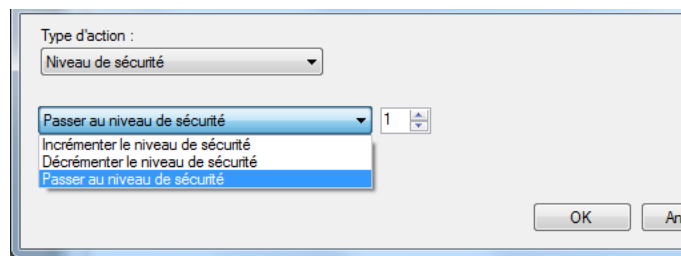 Type d'action :
Niveau de sécurité
Passer au niveau de sécurité 1
Incrémenter le niveau de sécurité
Décrémenter le niveau de sécurité
Passer au niveau de sécurité
OK An